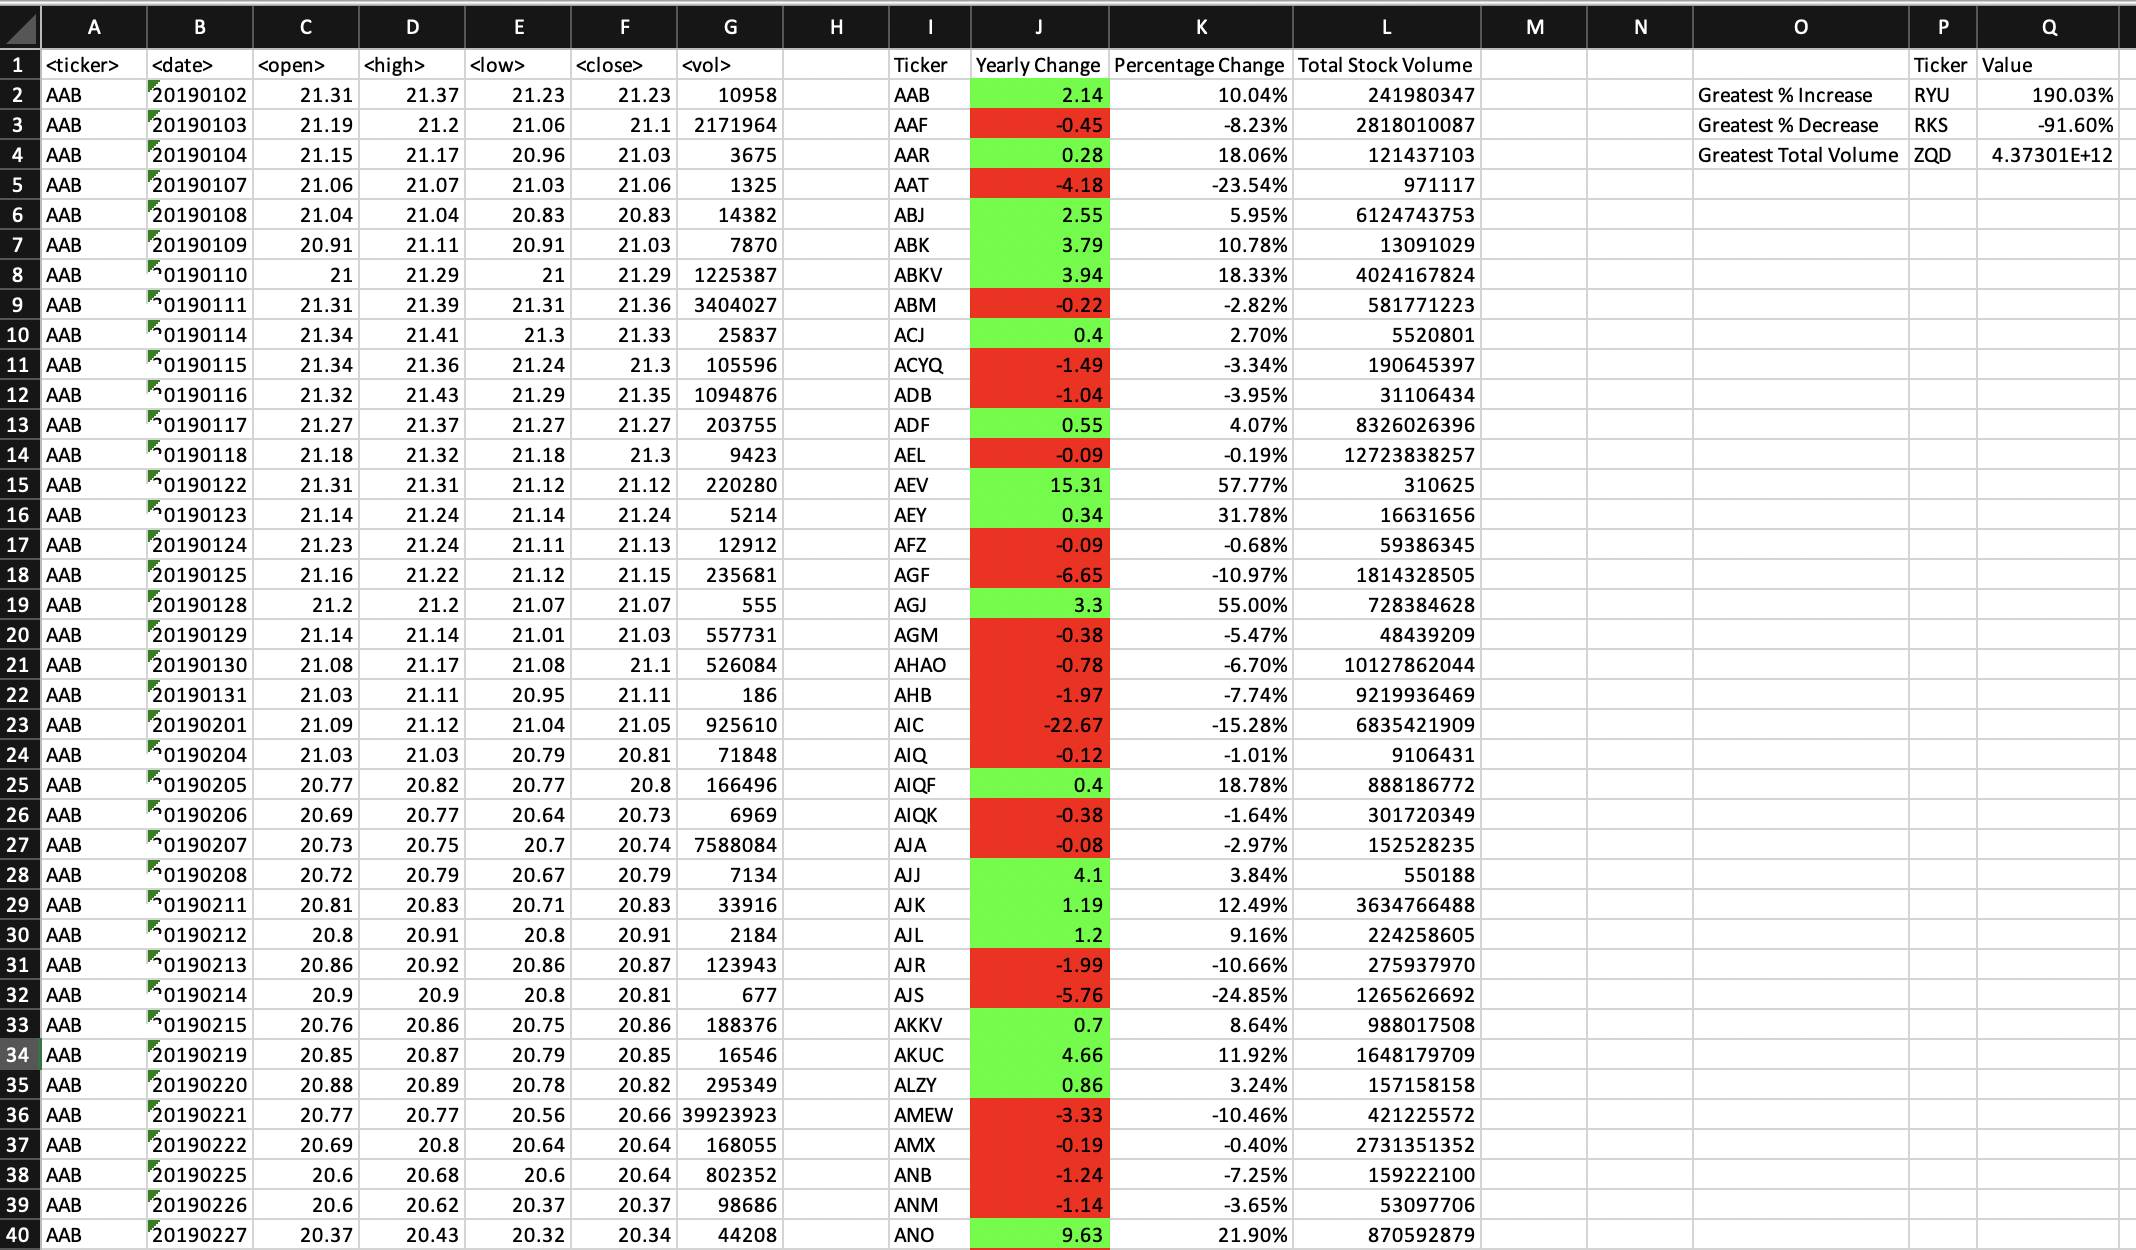 A B C D E F G H I J K L M N O P Q
1 <ticker> <date> <open> <high> <low> <close> <vol> Ticker Yearly Change Percentage Change Total Stock Volume Ticker Value
2 AAB 20190102 21.31 21.37 21.23 21.23 10958 AAB 2.14 10.04% 241980347 Greatest % Increase RYU 190.03%
3 AAB 20190103 21.19 21.2 21.06 21.1 2171964 AAF -0.45 -8.23% 2818010087 Greatest % Decrease RKS -91.60%
4 AAB 20190104 21.15 21.17 20.96 21.03 3675 AAR 0.28 18.06% 121437103 Greatest Total Volume ZQD 4.37301E+12
5 AAB 20190107 21.06 21.07 21.03 21.06 1325 AAT -4.18 -23.54% 971117
6 AAB 20190108 21.04 21.04 20.83 20.83 14382 ABJ 2.55 5.95% 6124743753
7 AAB 20190109 20.91 21.11 20.91 21.03 7870 ABK 3.79 10.78% 13091029
8 AAB 20190110 21 21.29 21 21.29 1225387 ABKV 3.94 18.33% 4024167824
9 AAB 20190111 21.31 21.39 21.31 21.36 3404027 ABM -0.22 -2.82% 581771223
10 AAB 20190114 21.34 21.41 21.3 21.33 25837 ACJ 0.4 2.70% 5520801
11 AAB 20190115 21.34 21.36 21.24 21.3 105596 ACYQ -1.49 -3.34% 190645397
12 AAB 20190116 21.32 21.43 21.29 21.35 1094876 ADB -1.04 -3.95% 31106434
13 AAB 20190117 21.27 21.37 21.27 21.27 203755 ADF 0.55 4.07% 8326026396
14 AAB 20190118 21.18 21.32 21.18 21.3 9423 AEL -0.09 -0.19% 12723838257
15 AAB 20190122 21.31 21.31 21.12 21.12 220280 AEV 15.31 57.77% 310625
16 AAB 20190123 21.14 21.24 21.14 21.24 5214 AEY 0.34 31.78% 16631656
17 AAB 20190124 21.23 21.24 21.11 21.13 12912 AFZ -0.09 -0.68% 59386345
18 AAB 20190125 21.16 21.22 21.12 21.15 235681 AGF -6.65 -10.97% 1814328505
19 AAB 20190128 21.2 21.2 21.07 21.07 555 AGJ 3.3 55.00% 728384628
20 AAB 20190129 21.14 21.14 21.01 21.03 557731 AGM -0.38 -5.47% 48439209
21 AAB 20190130 21.08 21.17 21.08 21.1 526084 AHAO -0.78 -6.70% 10127862044
22 AAB 20190131 21.03 21.11 20.95 21.11 186 AHB -1.97 -7.74% 9219936469
23 AAB 20190201 21.09 21.12 21.04 21.05 925610 AIC -22.67 -15.28% 6835421909
24 AAB 20190204 21.03 21.03 20.79 20.81 71848 AIQ -0.12 -1.01% 9106431
25 AAB 20190205 20.77 20.82 20.77 20.8 166496 AIQF 0.4 18.78% 888186772
26 AAB 20190206 20.69 20.77 20.64 20.73 6969 AIQK -0.38 -1.64% 301720349
27 AAB 20190207 20.73 20.75 20.7 20.74 7588084 AJA -0.08 -2.97% 152528235
28 AAB 20190208 20.72 20.79 20.67 20.79 7134 AJJ 4.1 3.84% 550188
29 AAB 20190211 20.81 20.83 20.71 20.83 33916 AJK 1.19 12.49% 3634766488
30 AAB 20190212 20.8 20.91 20.8 20.91 2184 AJL 1.2 9.16% 224258605
31 AAB 20190213 20.86 20.92 20.86 20.87 123943 AJR -1.99 -10.66% 275937970
32 AAB 20190214 20.9 20.9 20.8 20.81 677 AJS -5.76 -24.85% 1265626692
33 AAB 20190215 20.76 20.86 20.75 20.86 188376 AKKV 0.7 8.64% 988017508
34 AAB 20190219 20.85 20.87 20.79 20.85 16546 AKUC 4.66 11.92% 1648179709
35 AAB 20190220 20.88 20.89 20.78 20.82 295349 ALZY 0.86 3.24% 157158158
36 AAB 20190221 20.77 20.77 20.56 20.66 39923923 AMEW -3.33 -10.46% 421225572
37 AAB 20190222 20.69 20.8 20.64 20.64 168055 AMX -0.19 -0.40% 2731351352
38 AAB 20190225 20.6 20.68 20.6 20.64 802352 ANB -1.24 -7.25% 159222100
39 AAB 20190226 20.6 20.62 20.37 20.37 98686 ANM -1.14 -3.65% 53097706
40 AAB 20190227 20.37 20.43 20.32 20.34 44208 ANO 9.63 21.90% 870592879